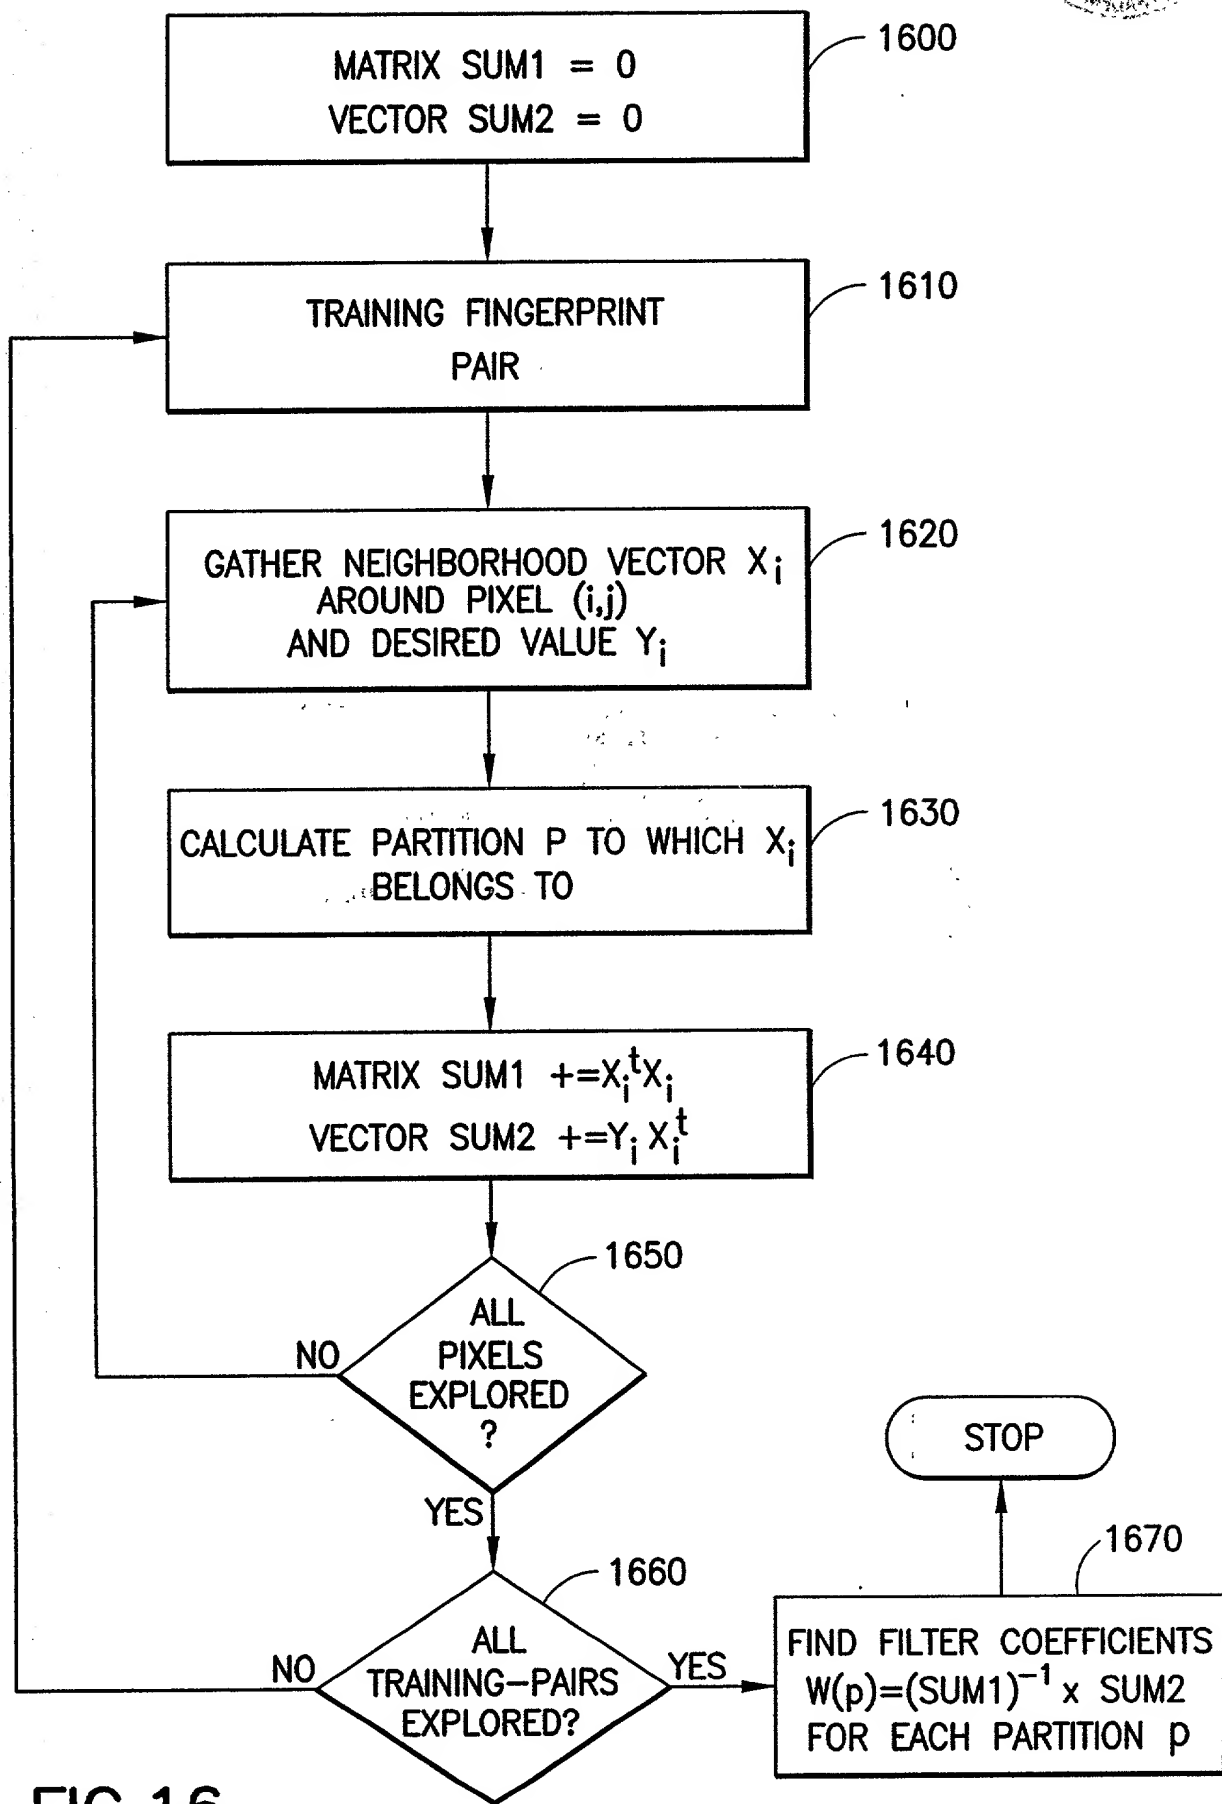 MATRIX SUM1 = 0
VECTOR SUM2 = 0
1600
TRAINING FINGERPRINT
PAIR
1610
GATHER NEIGHBORHOOD VECTOR Xi
AROUND PIXEL (i,j)
AND DESIRED VALUE Yi
1620
CALCULATE PARTITION P TO WHICH Xi
BELONGS TO
1630
MATRIX SUM1 +=Xi^t Xi
VECTOR SUM2 +=Yi Xi^t
1640
ALL
PIXELS
EXPLORED
?
1650
NO
YES
ALL
TRAINING-PAIRS
EXPLORED?
1660
NO
YES
STOP
1670
FIND FILTER COEFFICIENTS
W(p)=(SUM1)^-1 x SUM2
FOR EACH PARTITION p
FIG.16